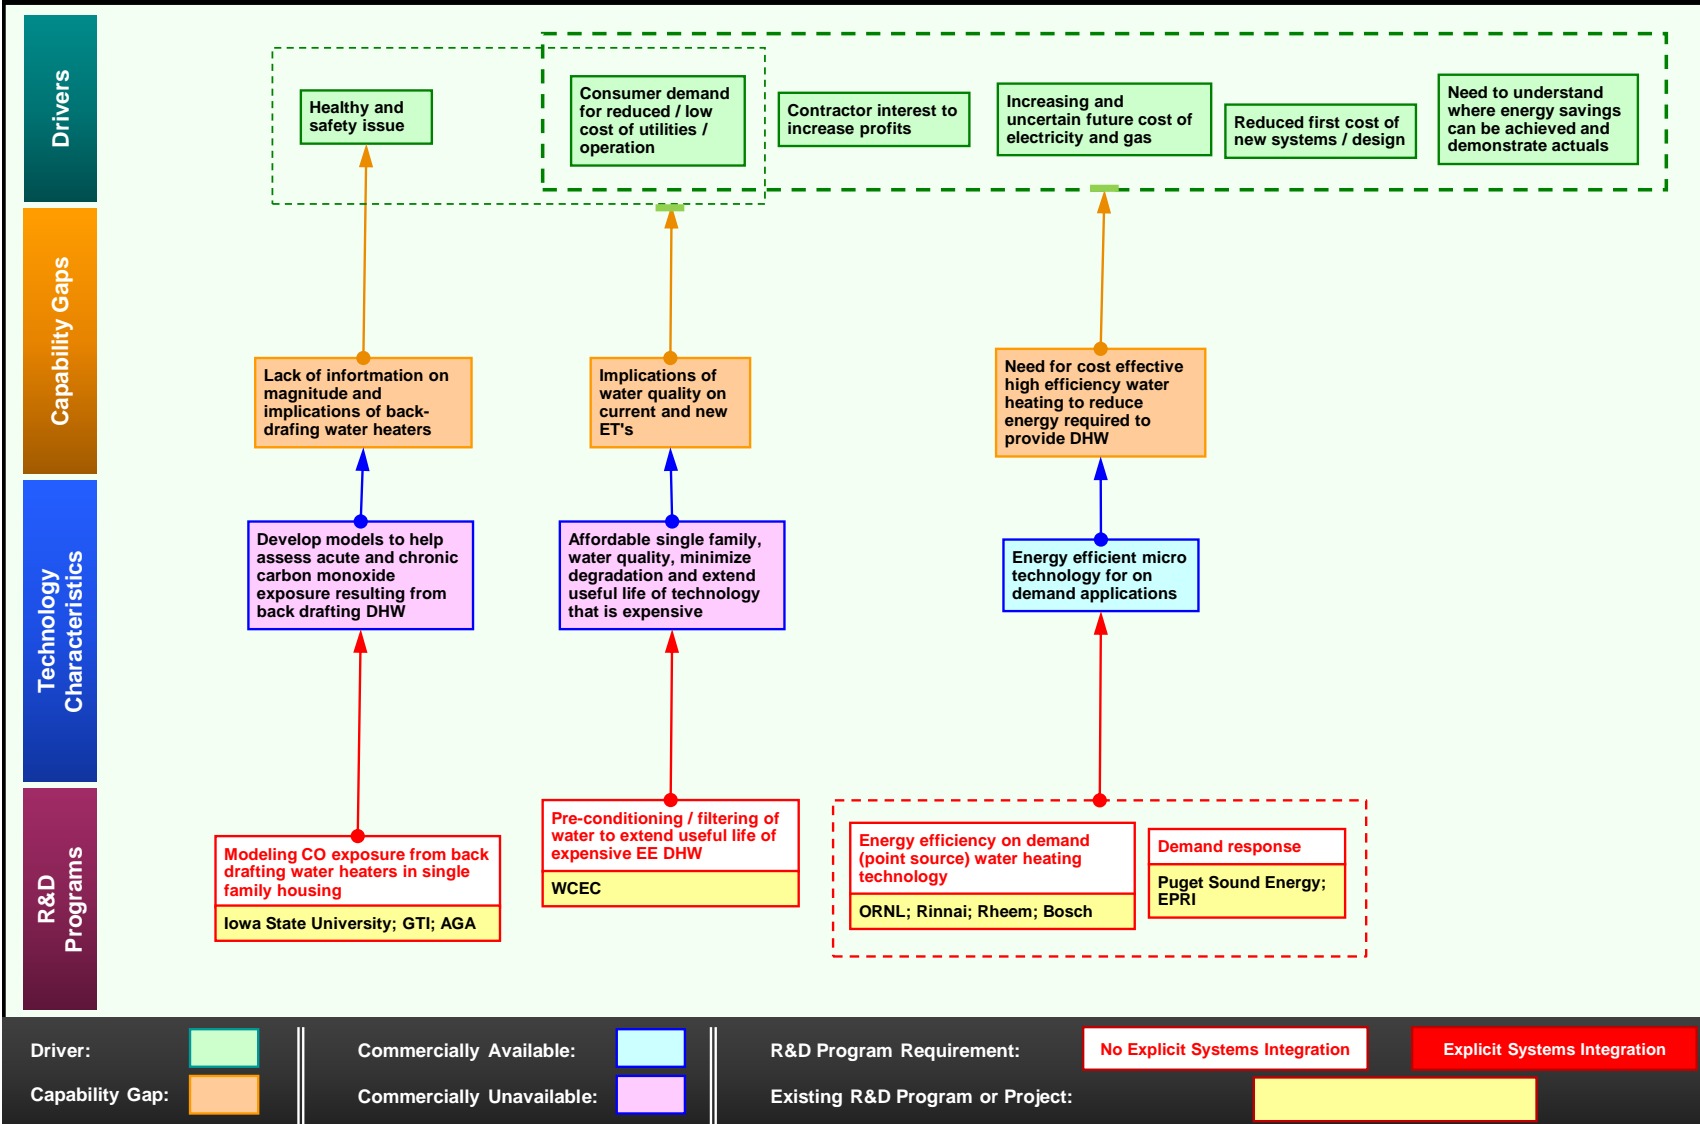 Drivers
Healthy and
safety issue
Consumer demand
for reduced / low
cost of utilities /
operation
Contractor interest to
increase profits
Increasing and
uncertain future cost of
electricity and gas
Reduced first cost of
new systems / design
Need to understand
where energy savings
can be achieved and
demonstrate actuals
Capability Gaps
Lack of infortmation on
magnitude and
implications of back-
drafing water heaters
Implications of
water quality on
current and new
ET's
Need for cost effective
high efficiency water
heating to reduce
energy required to
provide DHW
Technology
Characteristics
Develop models to help
assess acute and chronic
carbon monoxide
exposure resulting from
back drafting DHW
Affordable single family,
water quality, minimize
degradation and extend
useful life of technology
that is expensive
Energy efficient micro
technology for on
demand applications
R&D
Programs
Modeling CO exposure from back
drafting water heaters in single
family housing
Iowa State University; GTI; AGA
Pre-conditioning / filtering of
water to extend useful life of
expensive EE DHW
WCEC
Energy efficiency on demand
(point source) water heating
technology
ORNL; Rinnai; Rheem; Bosch
Demand response
Puget Sound Energy;
EPRI
Driver:
Capability Gap:
Commercially Available:
Commercially Unavailable:
R&D Program Requirement:
No Explicit Systems Integration
Explicit Systems Integration
Existing R&D Program or Project: